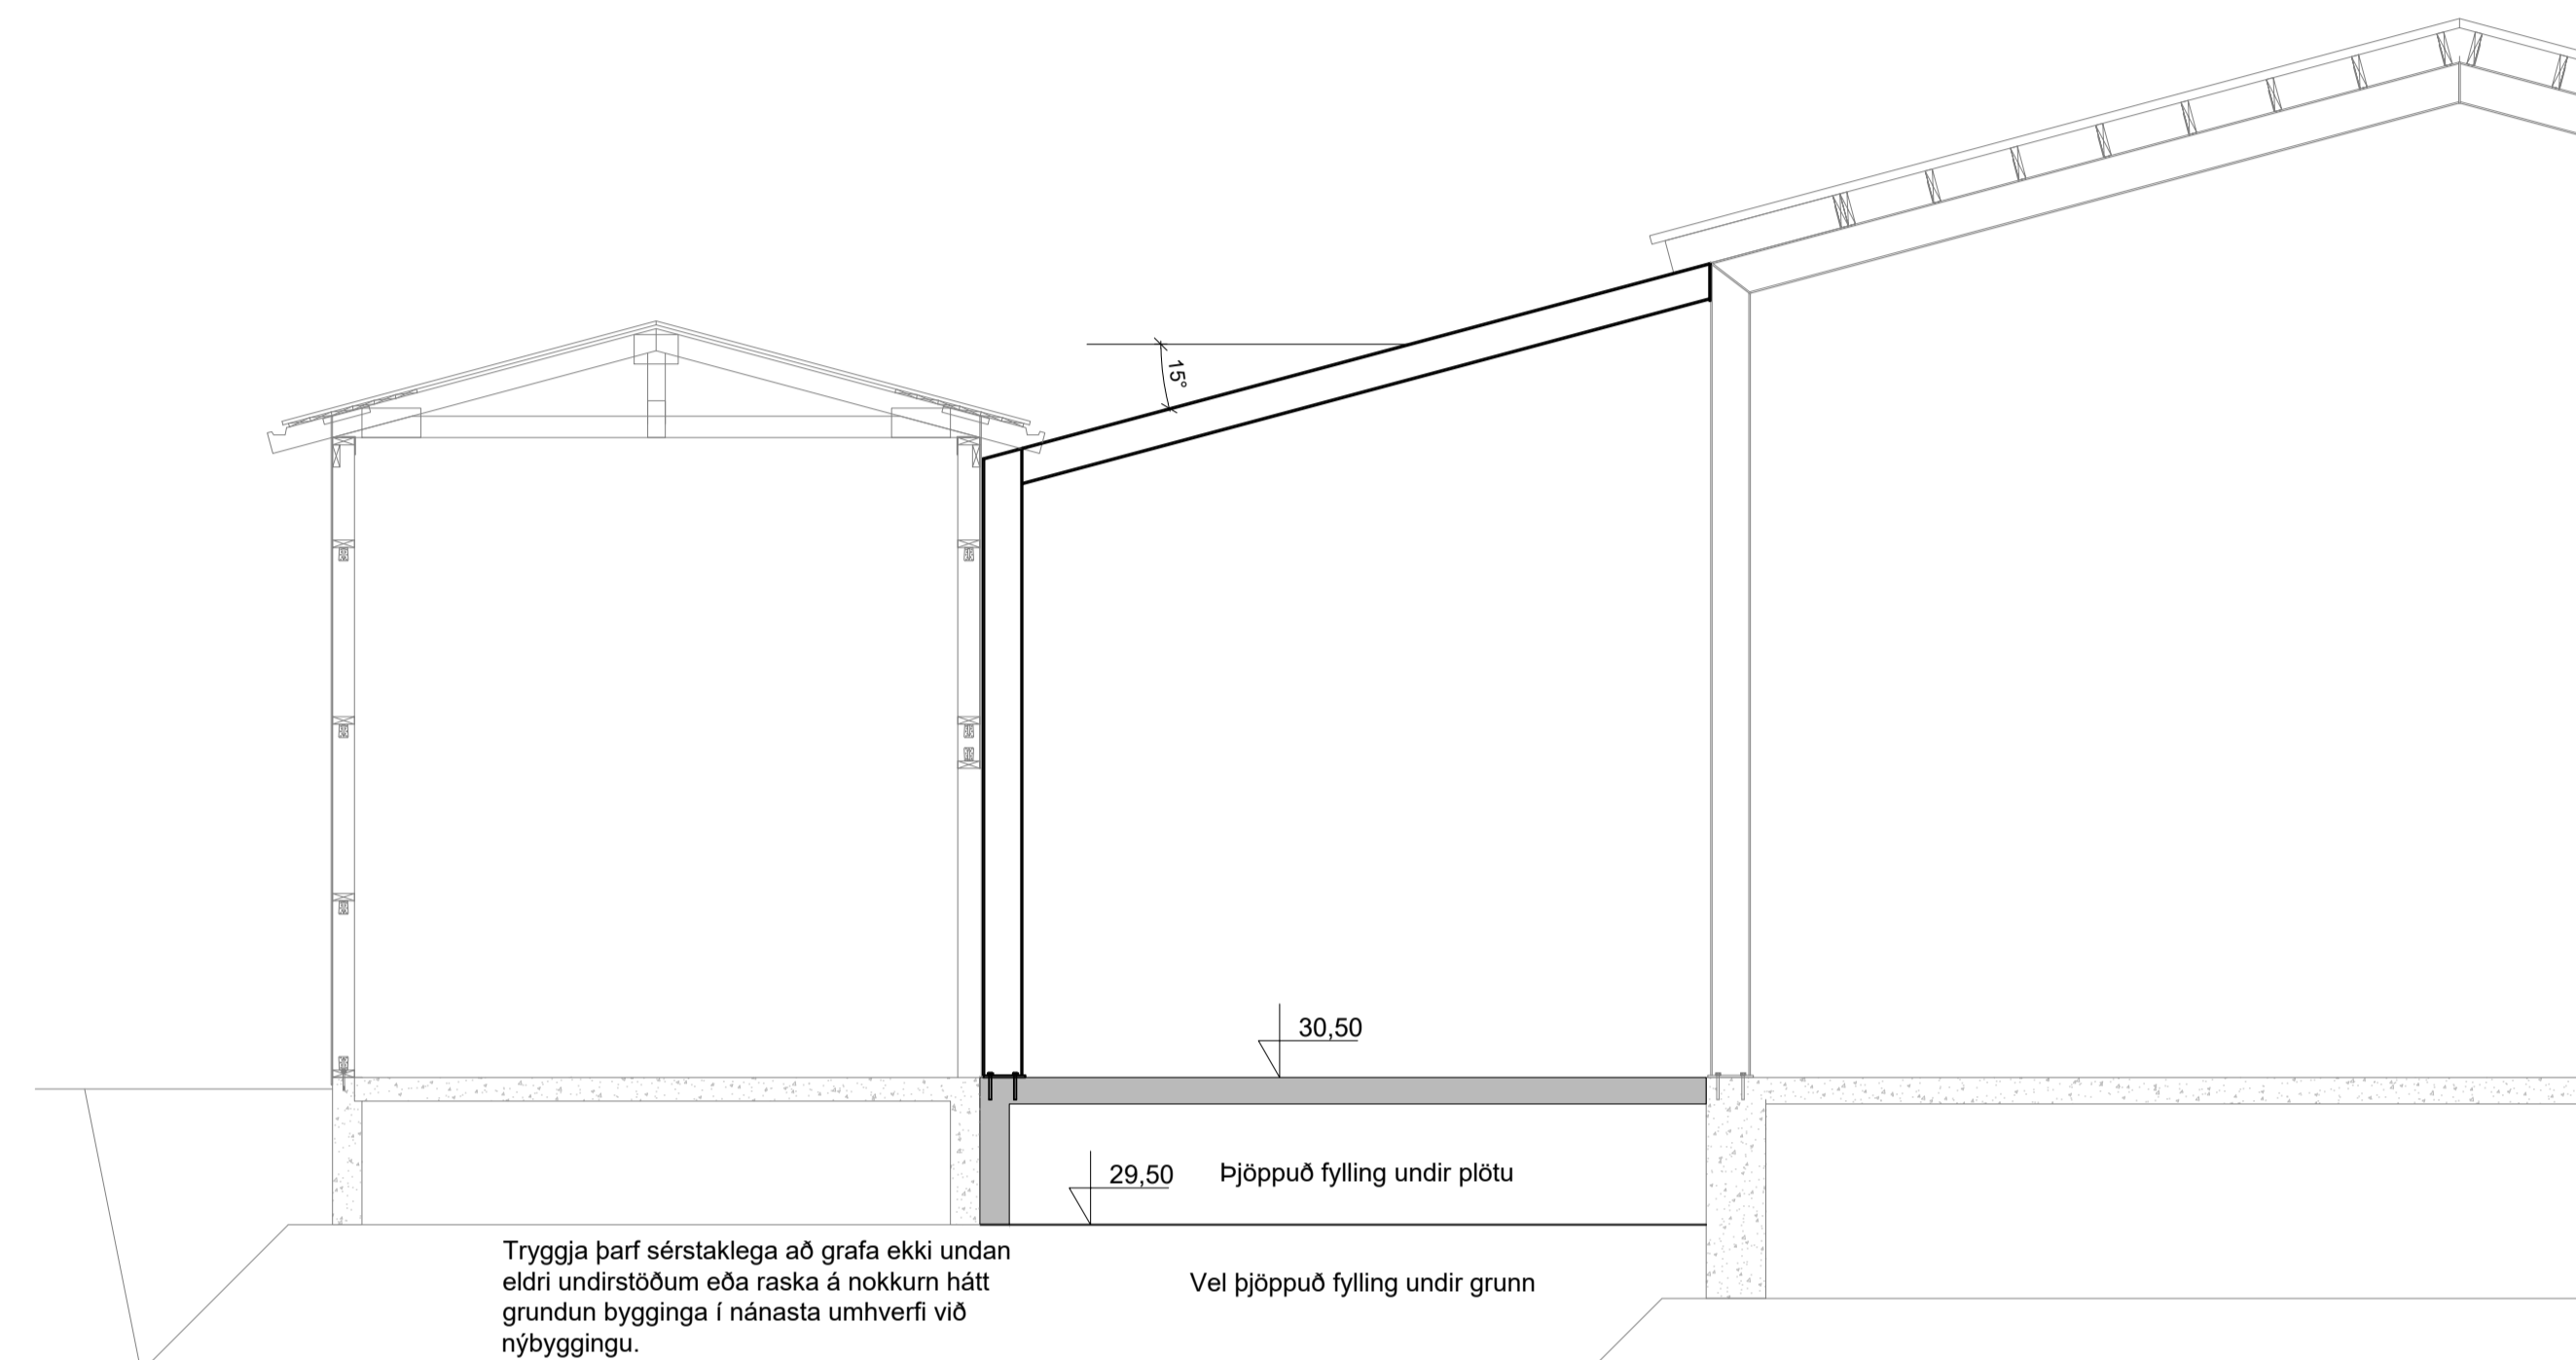 15°
30,50
29,50
Þjöppuð fylling undir plötu
Tryggja þarf sérstaklega að grafa ekki undan
eldri undirstöðum eða raska á nokkurn hátt
grundun bygginga í nánasta umhverfi við
nýbyggingu.
Vel þjöppuð fylling undir grunn